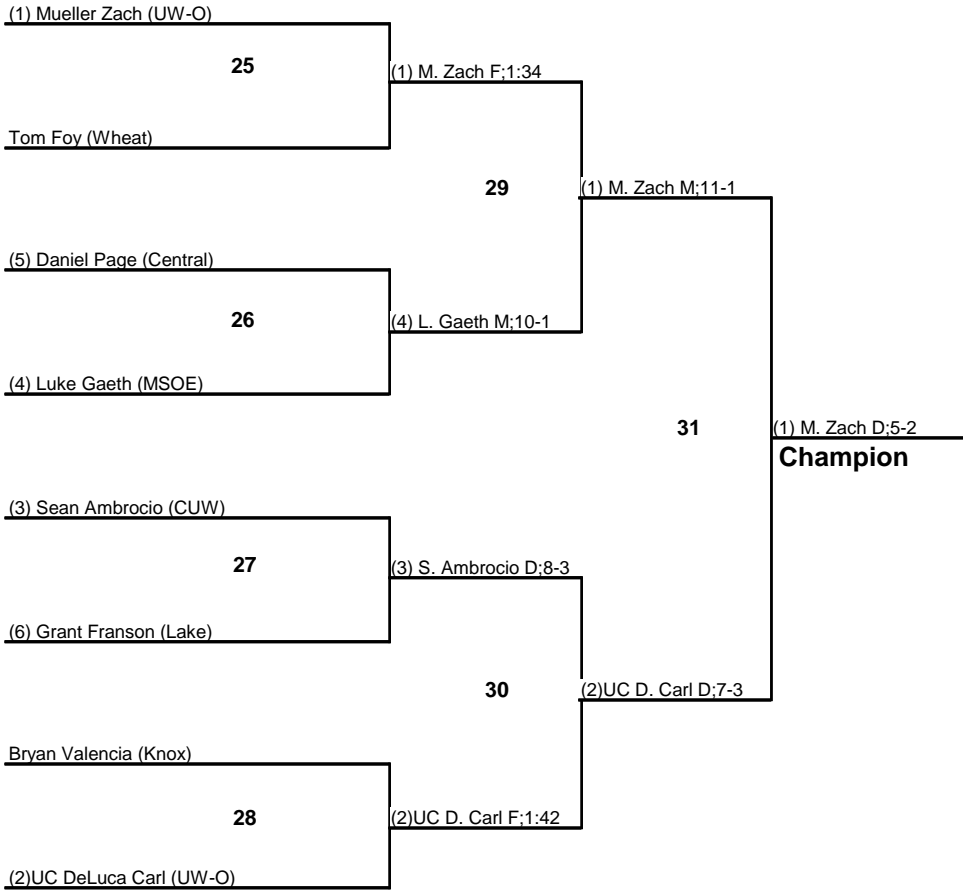 (1) Mueller Zach (UW-O)
25
(1) M. Zach F;1:34
Tom Foy (Wheat)
29
(1) M. Zach M;11-1
(5) Daniel Page (Central)
26
(4) L. Gaeth M;10-1
(4) Luke Gaeth (MSOE)
31
(1) M. Zach D;5-2
Champion
(3) Sean Ambrocio (CUW)
27
(3) S. Ambrocio D;8-3
(6) Grant Franson (Lake)
30
(2)UC D. Carl D;7-3
Bryan Valencia (Knox)
28
(2)UC D. Carl F;1:42
(2)UC DeLuca Carl (UW-O)